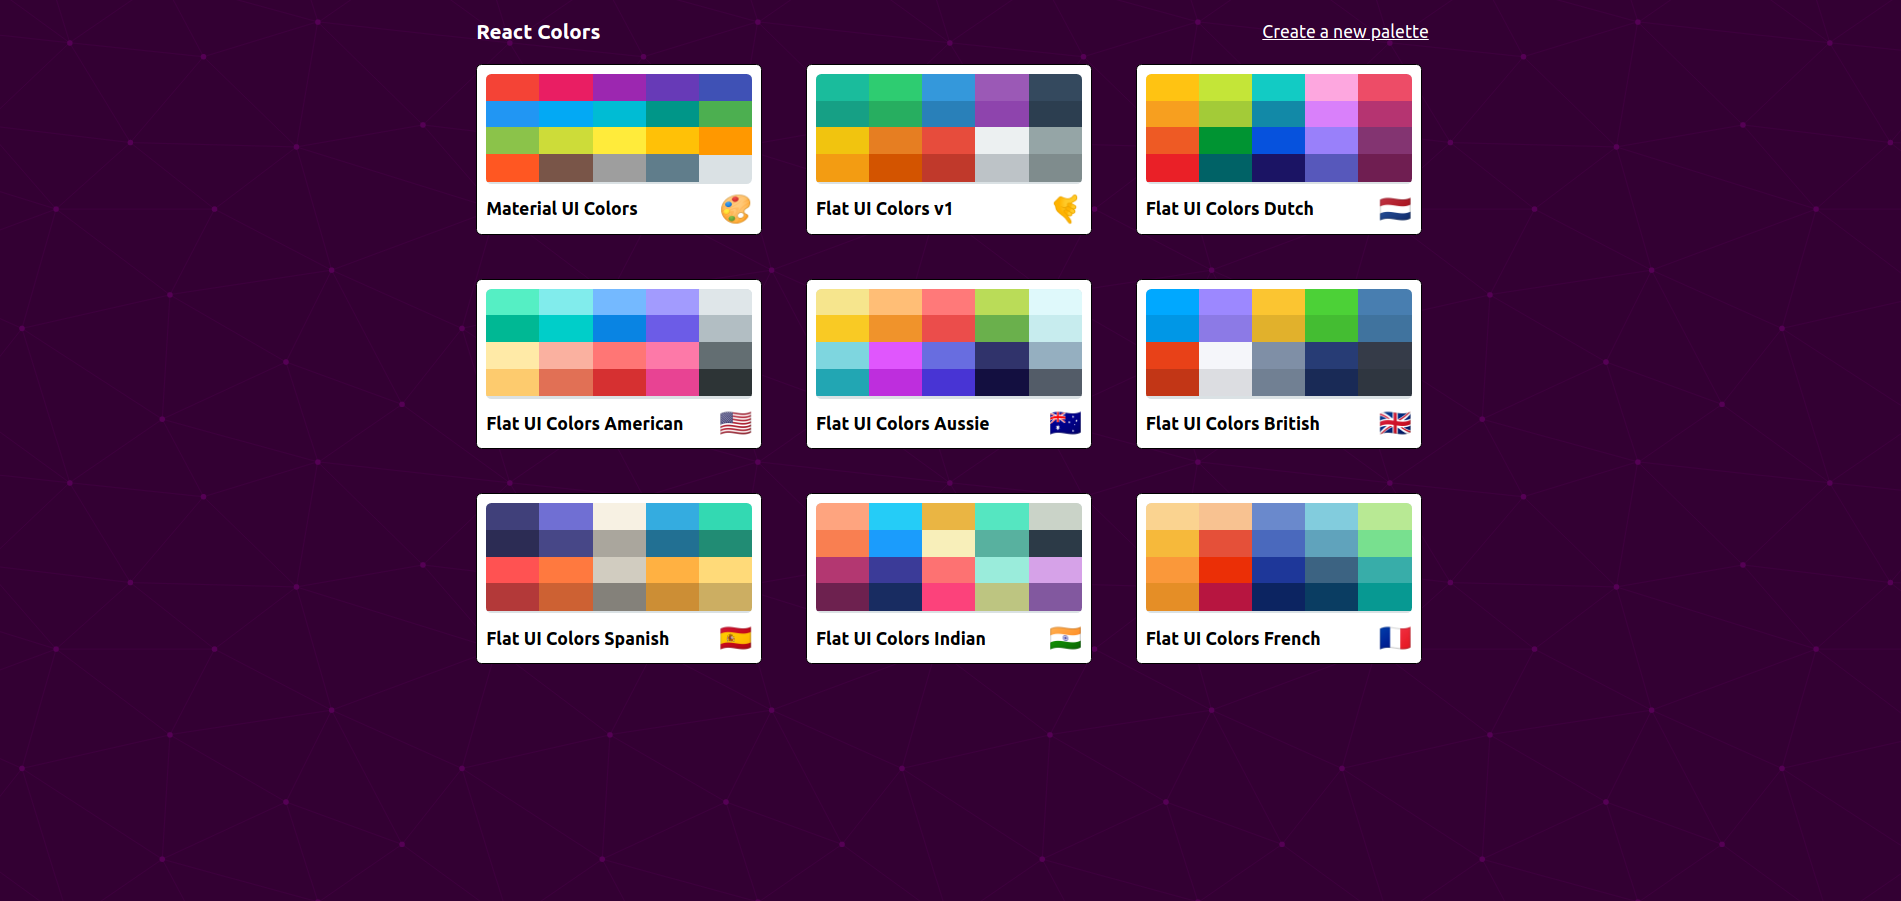 React Colors
Create a new palette
Material UI Colors
Flat UI Colors v1
Flat UI Colors Dutch
Flat UI Colors American
Flat UI Colors Aussie
Flat UI Colors British
Flat UI Colors Spanish
Flat UI Colors Indian
Flat UI Colors French